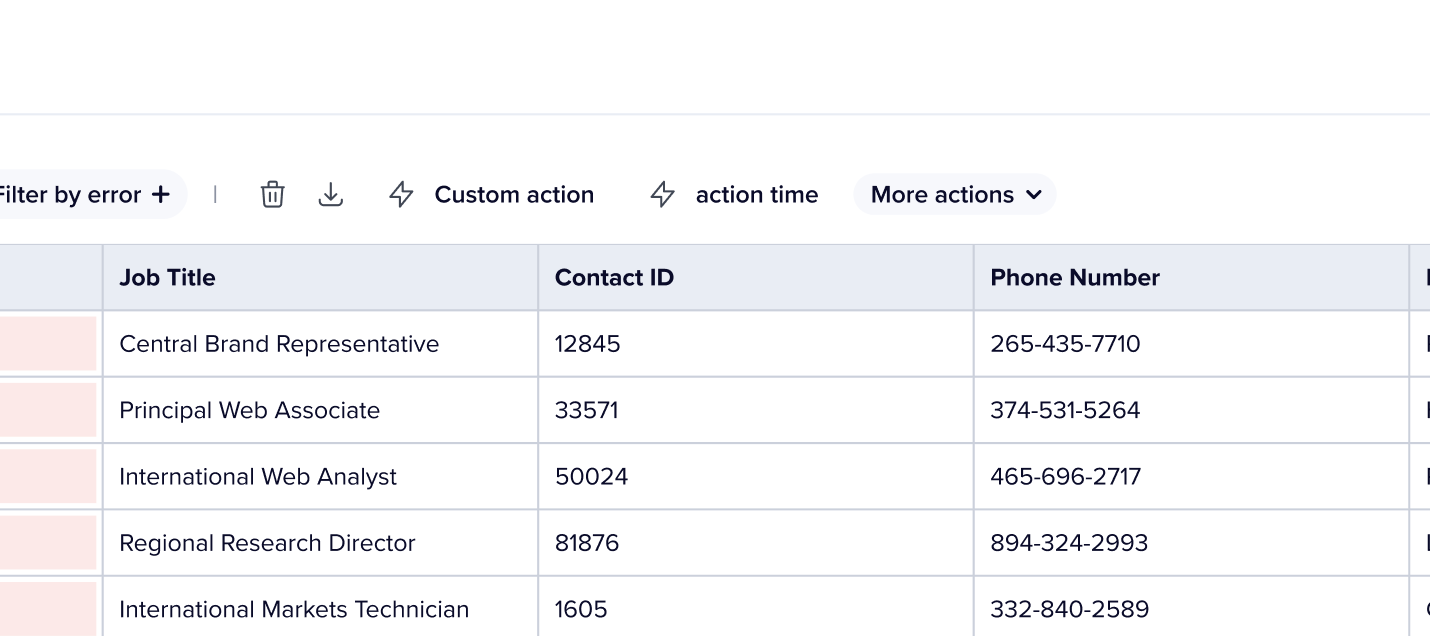 Filter by error
Custom action
action time
More actions
Job Title Contact ID Phone Number
Central Brand Representative 12845 265-435-7710
Principal Web Associate 33571 374-531-5264
International Web Analyst 50024 465-696-2717
Regional Research Director 81876 894-324-2993
International Markets Technician 1605 332-840-2589